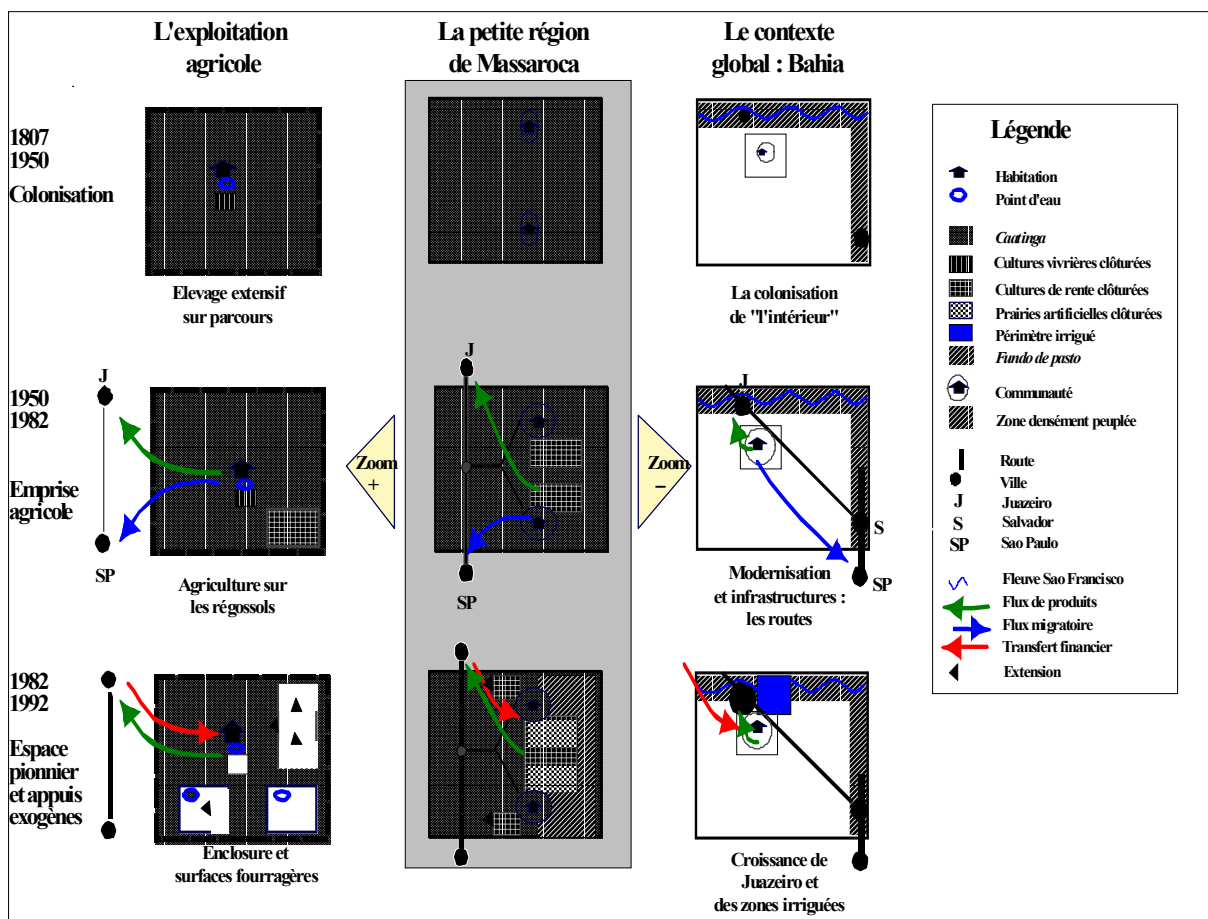 L'exploitation
agricole
La petite région
de Massaroca
Le contexte
global : Bahia
1807
1950
Colonisation
Elevage extensif
sur parcours
La colonisation
de "l'intérieur"
J
1950
1982
Emprise
agricole
SP
Agriculture sur
les régossols
Zoom
+
J
SP
Zoom
–
J
S
SP
Modernisation
et infrastructures :
les routes
1982
1992
Espace
pionnier
et appuis
exogènes
Enclosure et
surfaces fourragères
Croissance de
Juazeiro et
des zones irriguées
Légende
Habitation
Point d'eau
Caatinga
Cultures vivrières clôturées
Cultures de rente clôturées
Prairies artificielles clôturées
Périmètre irrigué
Fundo de pasto
Communauté
Zone densément peuplée
Route
Ville
J Juazeiro
S Salvador
SP Sao Paulo
Fleuve Sao Francisco
Flux de produits
Flux migratoire
Transfert financier
Extension